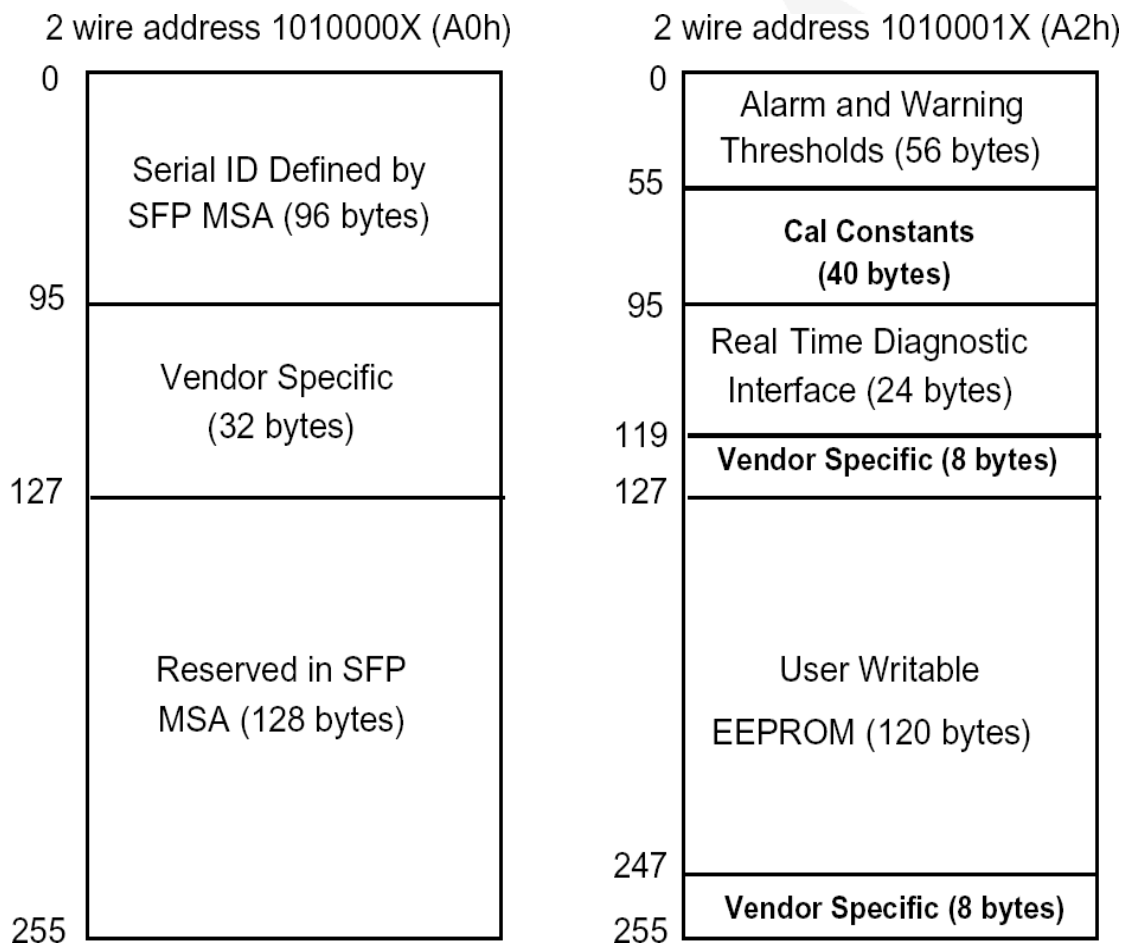 2 wire address 1010000X (A0h)
0
Serial ID Defined by
SFP MSA (96 bytes)
95
Vendor Specific
(32 bytes)
127
Reserved in SFP
MSA (128 bytes)
255
2 wire address 1010001X (A2h)
0
Alarm and Warning
Thresholds (56 bytes)
55
Cal Constants
(40 bytes)
95
Real Time Diagnostic
Interface (24 bytes)
119
Vendor Specific (8 bytes)
127
User Writable
EEPROM (120 bytes)
247
Vendor Specific (8 bytes)
255